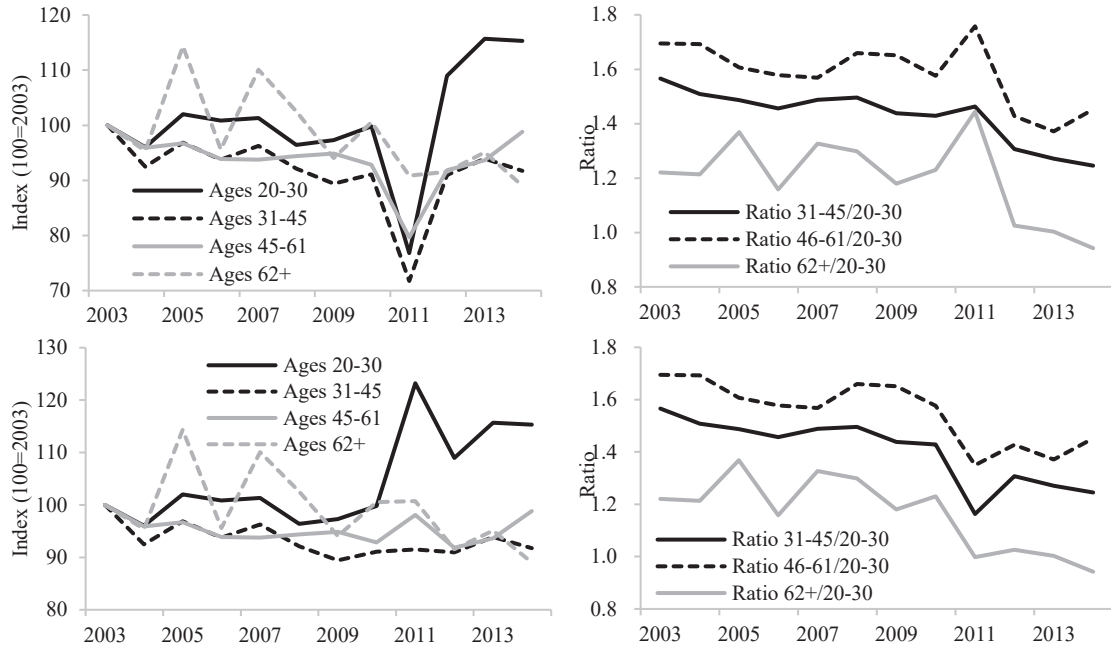 120
110
100
90
80
70
Index (100=2003)
Ages 20-30
Ages 31-45
Ages 45-61
Ages 62+
2003 2005 2007 2009 2011 2013
1.8
1.6
1.4
1.2
1.0
0.8
Ratio
Ratio 31-45/20-30
Ratio 46-61/20-30
Ratio 62+/20-30
2003 2005 2007 2009 2011 2013
130
120
110
100
90
80
Index (100=2003)
Ages 20-30
Ages 31-45
Ages 45-61
Ages 62+
2003 2005 2007 2009 2011 2013
1.8
1.6
1.4
1.2
1.0
0.8
Ratio
Ratio 31-45/20-30
Ratio 46-61/20-30
Ratio 62+/20-30
2003 2005 2007 2009 2011 2013